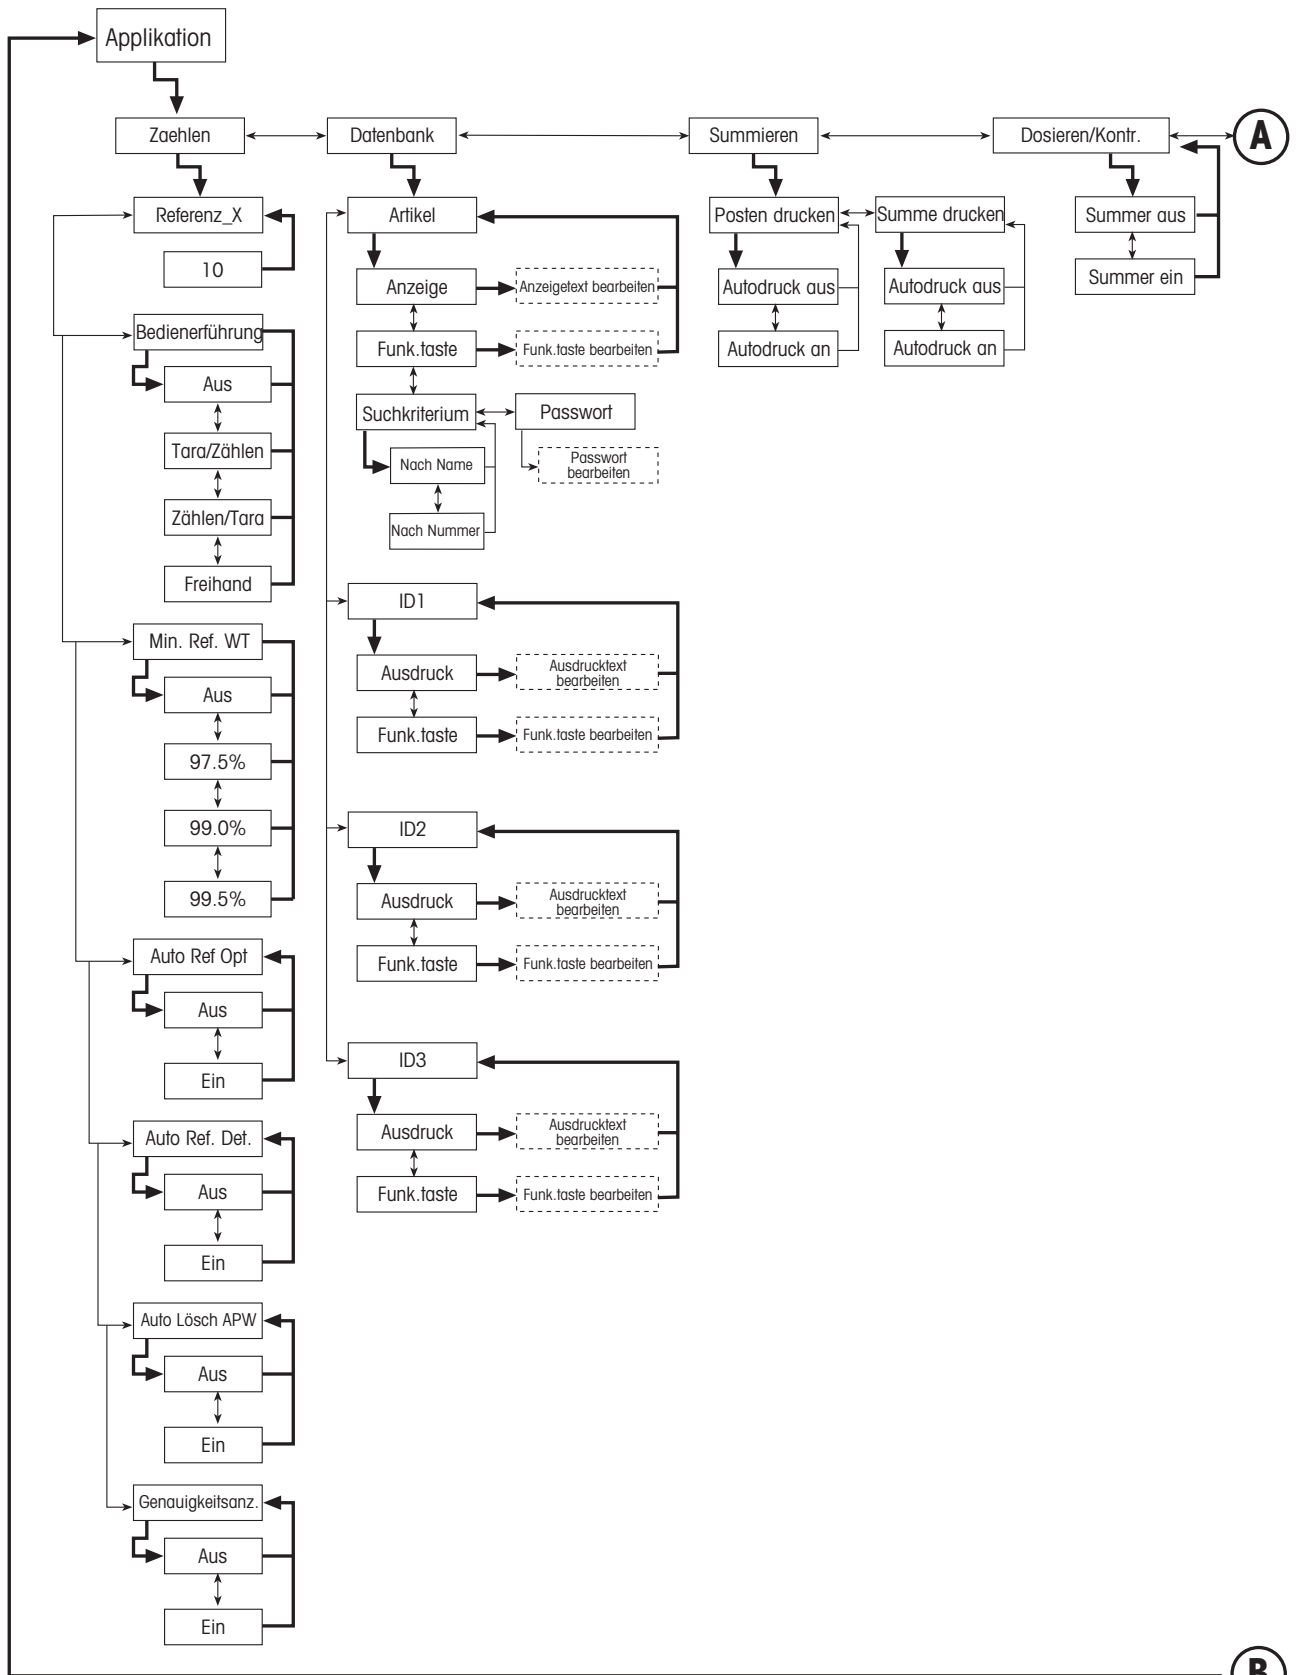 Applikation
Zaehlen
Datenbank
Summieren
Dosieren/Kontr.
A
Referenz_X
10
Bedienerführung
Aus
Tara/Zählen
Zählen/Tara
Freihand
Min. Ref. WT
Aus
97.5%
99.0%
99.5%
Auto Ref Opt
Aus
Ein
Auto Ref. Det.
Aus
Ein
Auto Lösch APW
Aus
Ein
Genauigkeitsanz.
Aus
Ein
Artikel
Anzeige
Anzeigetext bearbeiten
Funk.taste
Funk.taste bearbeiten
Suchkriterium
Passwort
Nach Name
Passwort
bearbeiten
Nach Nummer
ID1
Ausdruck
Ausdrucktext
bearbeiten
Funk.taste
Funk.taste bearbeiten
ID2
Ausdruck
Ausdrucktext
bearbeiten
Funk.taste
Funk.taste bearbeiten
ID3
Ausdruck
Ausdrucktext
bearbeiten
Funk.taste
Funk.taste bearbeiten
Posten drucken
Autodruck aus
Autodruck an
Summe drucken
Autodruck aus
Autodruck an
Summer aus
Summer ein
B